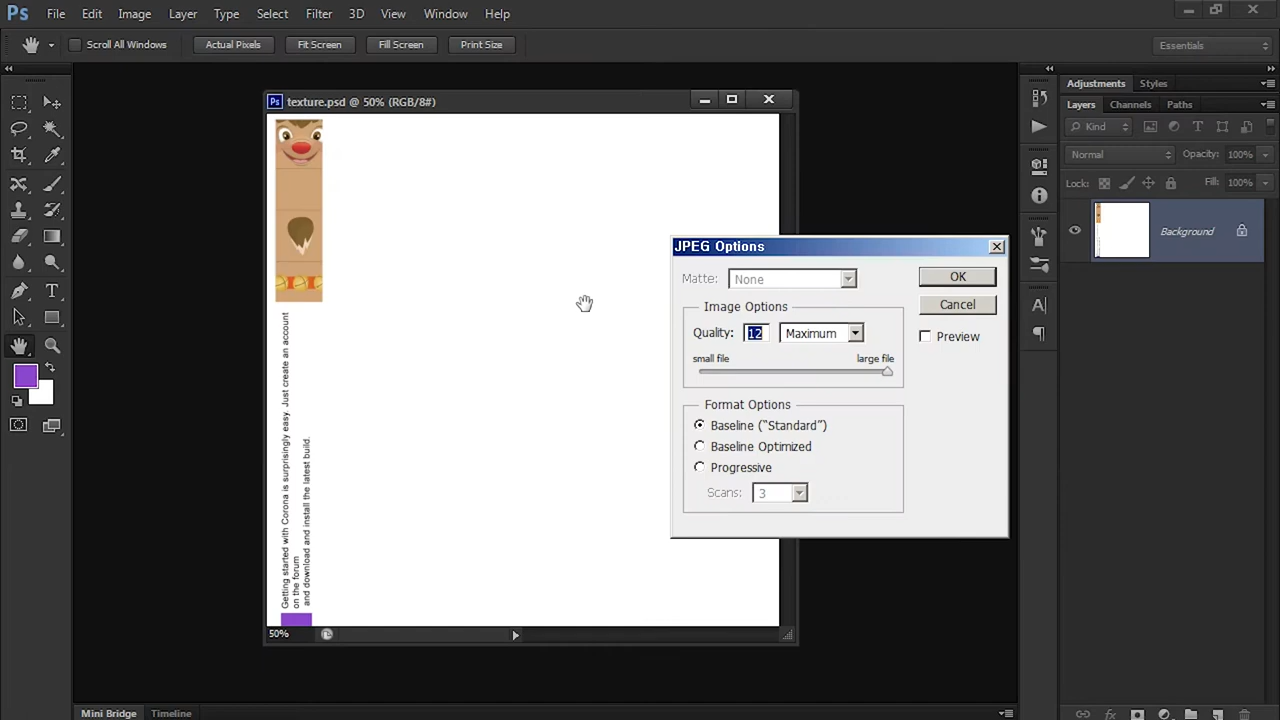 Ps File Edit Image Layer Type Select Filter 3D View Window Help
Scroll All Windows Actual Pixels Fit Screen Fill Screen Print Size Essentials
Ps texture.psd @ 50% (RGB/8#)
Adjustments Styles
Layers Channels Paths
Kind
Normal Opacity: 100%
Lock: Fill: 100%
Background
JPEG Options
Matte: None OK
Image Options Cancel
Quality: 12 Maximum Preview
small file large file
Format Options
Baseline (“Standard”)
Baseline Optimized
Progressive
Scans: 3
Getting started with Corona is surprisingly easy. Just create an account
on the forum
and download and install the latest build.
50%
Mini Bridge Timeline